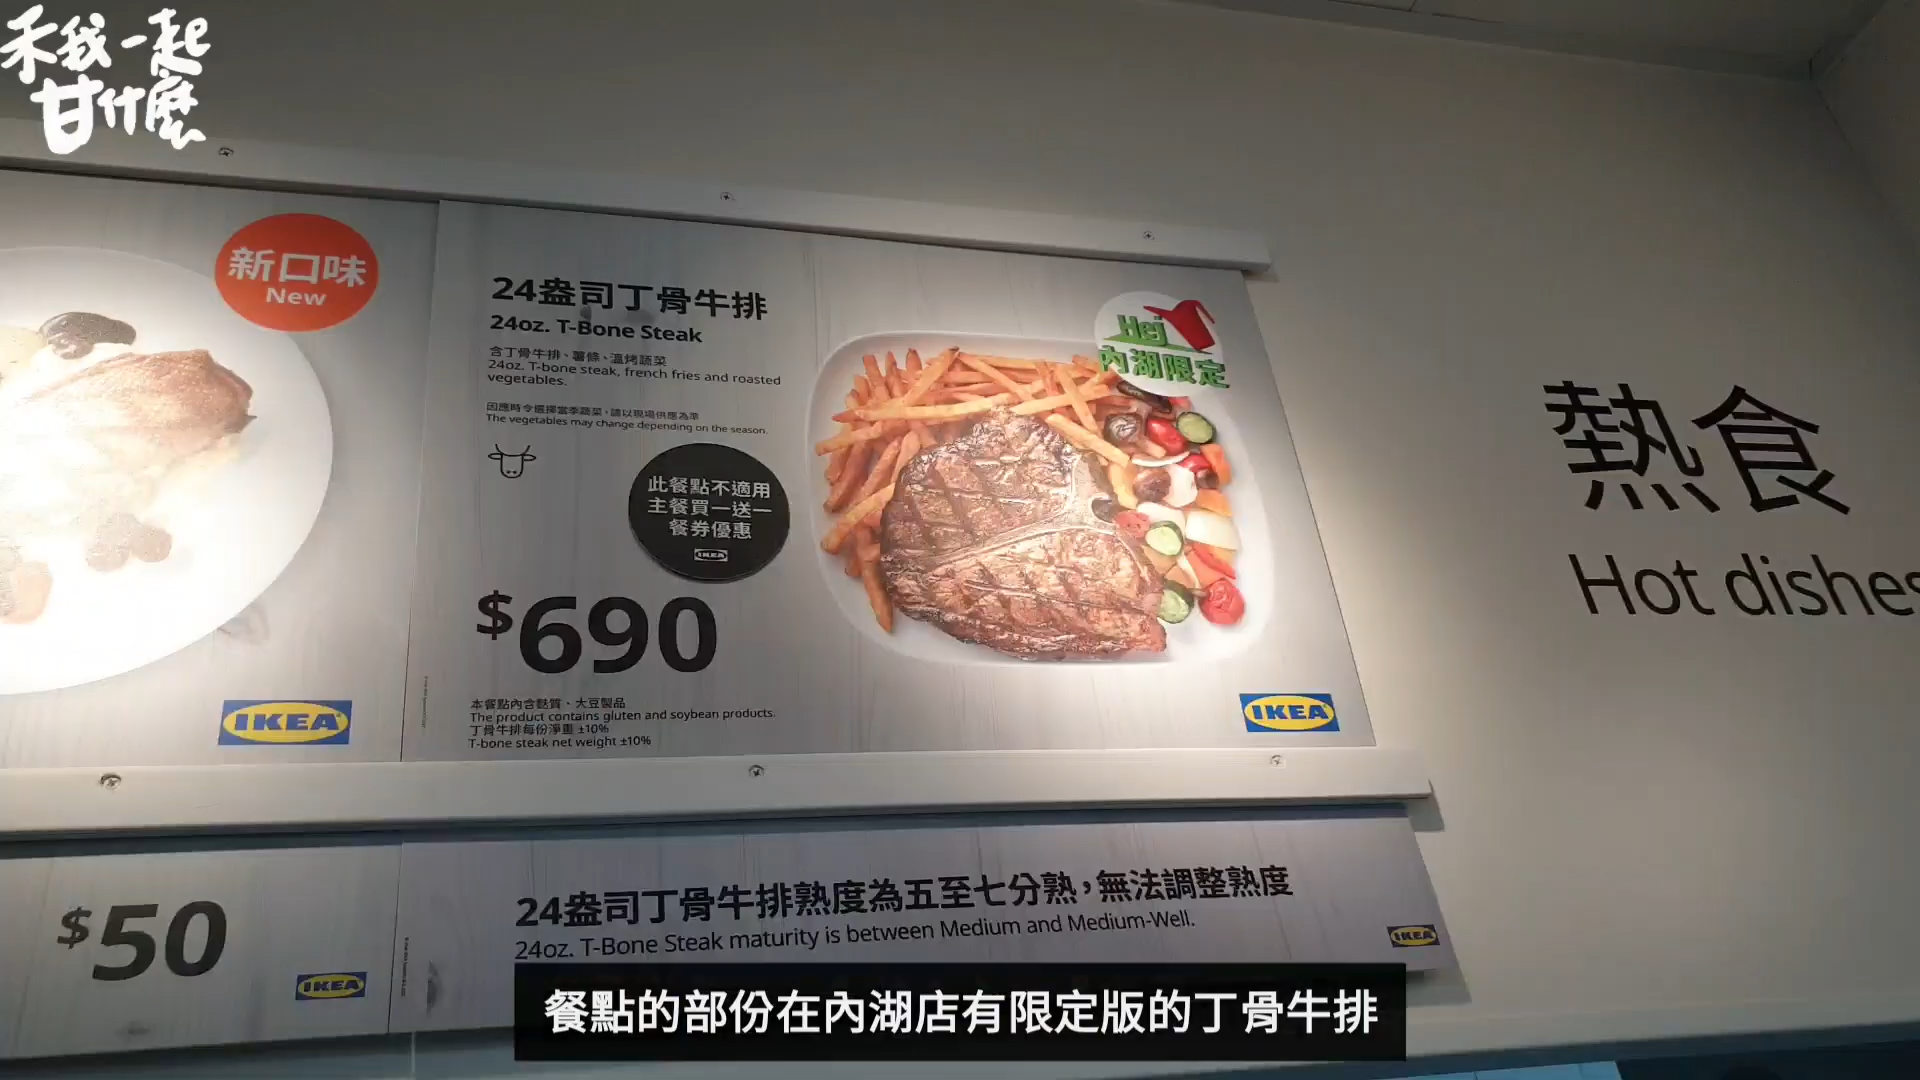 禾我一起
甘什麼
新口味
New
IKEA
24盎司丁骨牛排
24oz. T-Bone Steak
含丁骨牛排、薯條、溫烤蔬菜
24oz. T-bone steak, french fries and roasted
vegetables.
因應時令選擇當季蔬菜,請以現場供應為準
The vegetables may change depending on the season.
此餐點不適用
主餐買一送一
餐券優惠
IKEA
$690
本餐點內含麩質、大豆製品
The product contains gluten and soybean products.
丁骨牛排每份淨重 ±10%
T-bone steak net weight ±10%
Hej
內湖限定
IKEA
熱食
Hot dishes
$50
IKEA
24盎司丁骨牛排熟度為五至七分熟,無法調整熟度
24oz. T-Bone Steak maturity is between Medium and Medium-Well.
IKEA
餐點的部份在內湖店有限定版的丁骨牛排